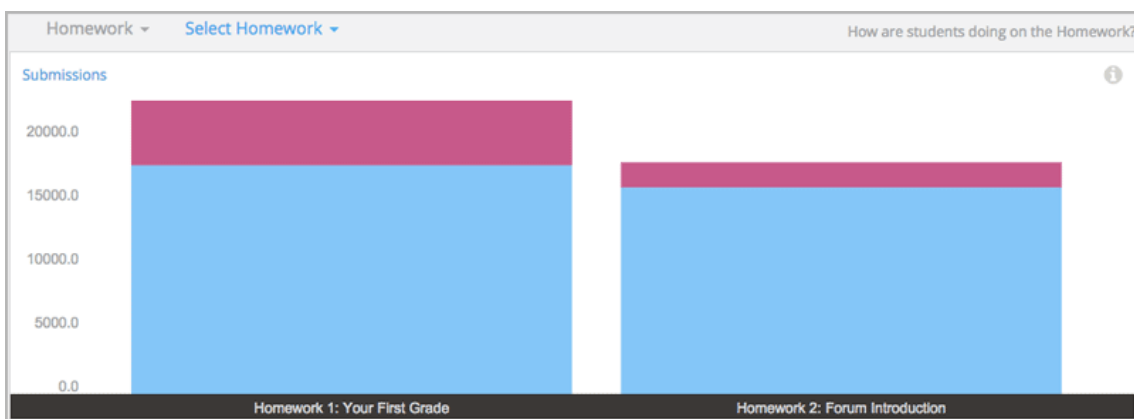 Homework Select Homework How are students doing on the Homework?
Submissions
20000.0
15000.0
10000.0
5000.0
0.0
Homework 1: Your First Grade Homework 2: Forum Introduction